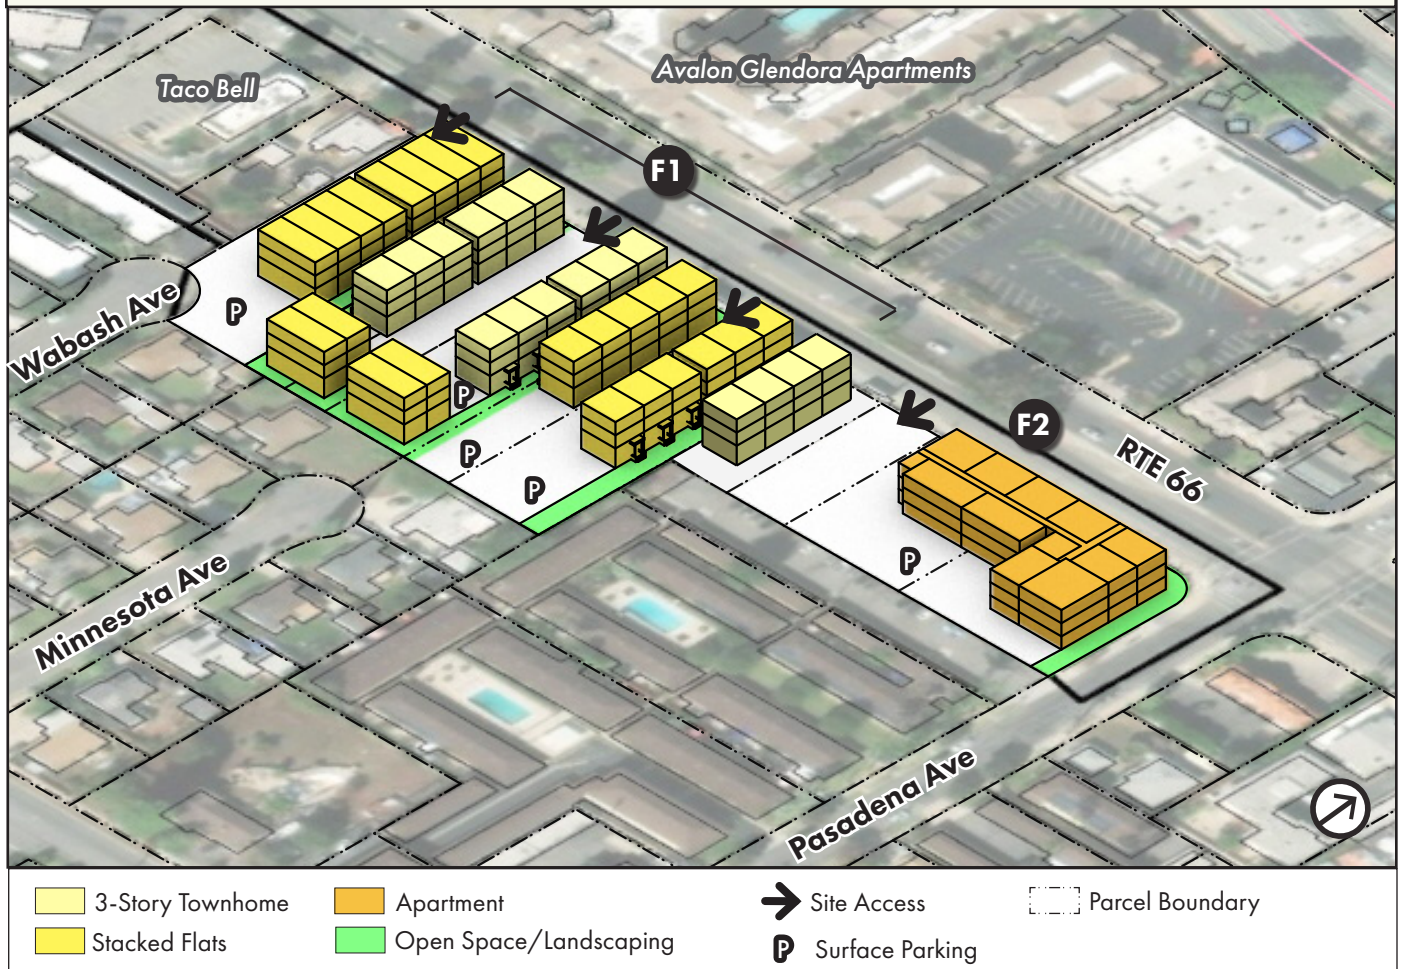 Taco Bell
Avalon Glendora Apartments
F1
F2
RTE 66
Wabash Ave
P
P
P
P
P
Minnesota Ave
Pasadena Ave
3-Story Townhome
Apartment
Site Access
Parcel Boundary
Stacked Flats
Open Space/Landscaping
P Surface Parking